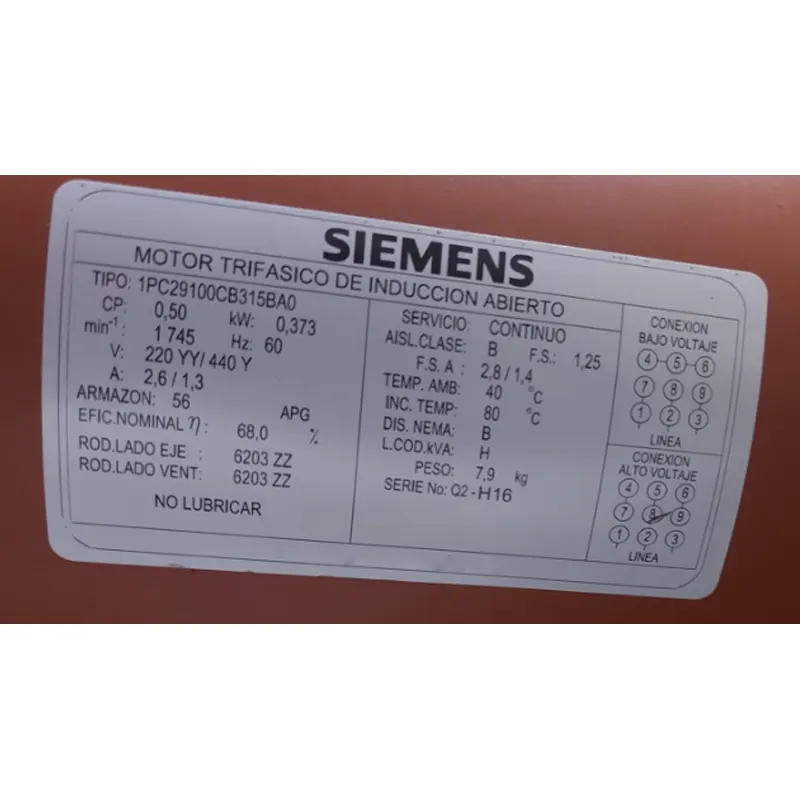 SIEMENS
MOTOR TRIFASICO DE INDUCCION ABIERTO
TIPO: 1PC29100CB315BA0
CP: 0,50 kW: 0,373
min-1: 1 745 Hz: 60
V: 220 YY/ 440 Y
A: 2,6 / 1,3
ARMAZON: 56 APG
EFIC.NOMINAL η : 68,0 %
ROD.LADO EJE : 6203 ZZ
ROD.LADO VENT: 6203 ZZ
NO LUBRICAR
SERVICIO: CONTINUO
AISL.CLASE: B F.S.: 1,25
F.S. A : 2,8 / 1,4
TEMP. AMB: 40 °C
INC. TEMP: 80 °C
DIS. NEMA: B
L.COD.kVA: H
PESO: 7,9 kg
SERIE No: Q2-H16
CONEXION
BAJO VOLTAJE
4 5 6
7 8 9
1 2 3
LINEA
CONEXION
ALTO VOLTAJE
4 5 6
7 8 9
1 2 3
LINEA